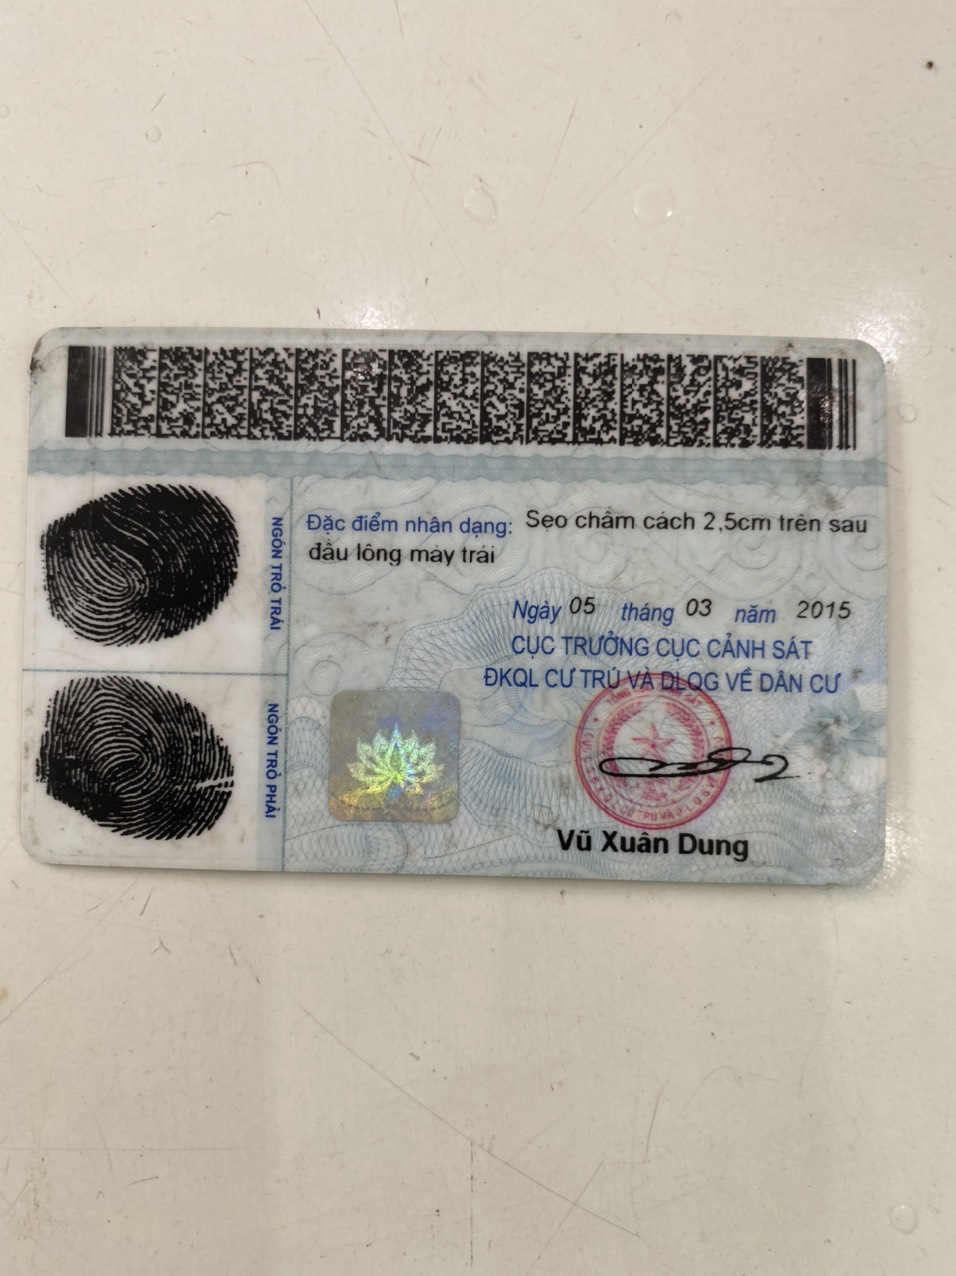 Đặc điểm nhân dạng: Sẹo chấm cách 2,5cm trên sau
đầu lông mày trái
Ngày 05 tháng 03 năm 2015
CỤC TRƯỞNG CỤC CẢNH SÁT
ĐKQL CƯ TRÚ VÀ DLQG VỀ DÂN CƯ
Vũ Xuân Dung
NGÓN TRỎ TRÁI
NGÓN TRỎ PHẢI